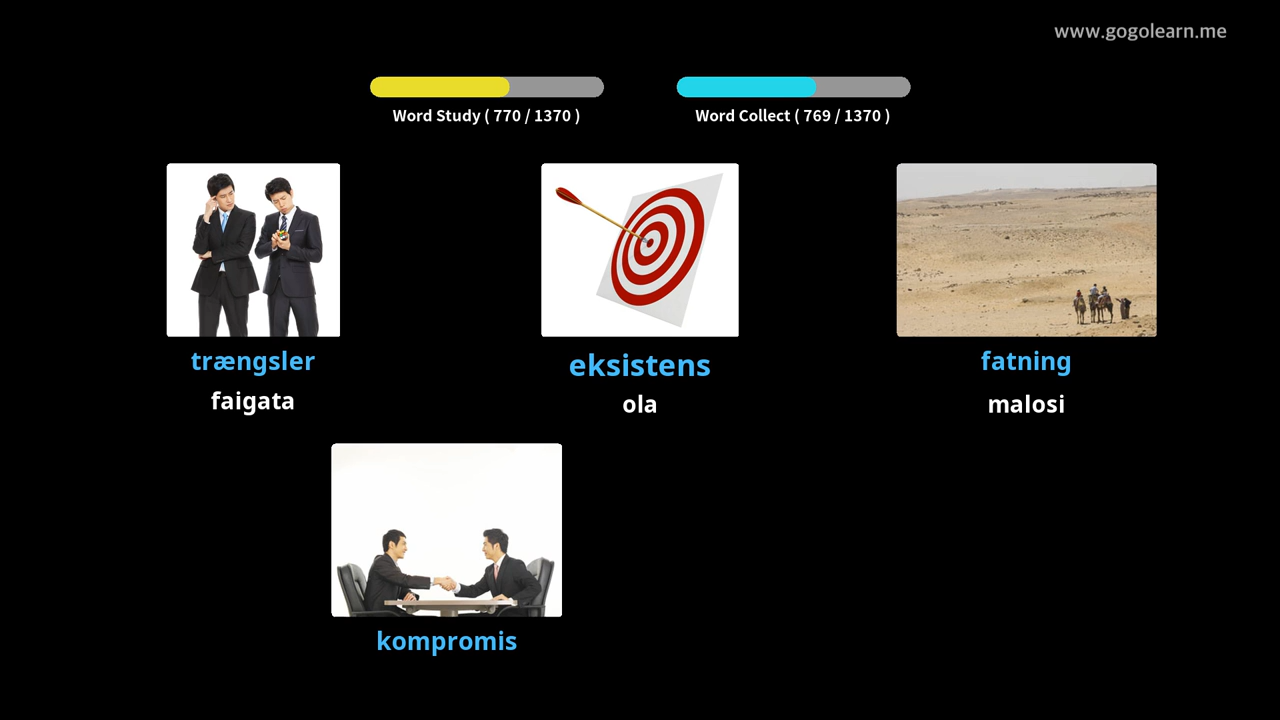 www.gogolearn.me
Word Study ( 770 / 1370 )
Word Collect ( 769 / 1370 )
trængsler
faigata
eksistens
ola
fatning
malosi
kompromis